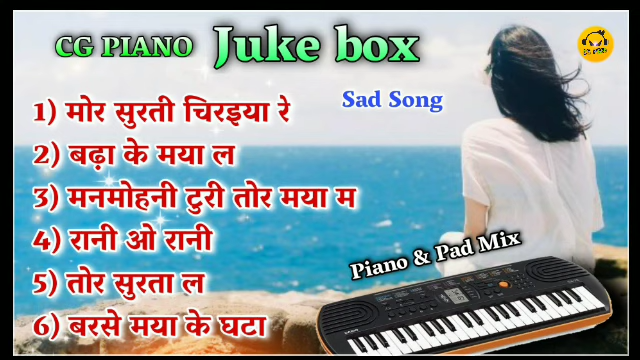 CG PIANO Juke box
Sad Song
1) मोर सुरती चिरइया रे
2) बढ़ा के मया ल
3) मनमोहनी टुरी तोर मया म
4) रानी ओ रानी
5) तोर सुरता ल
6) बरसे मया के घटा
Piano & Pad Mix